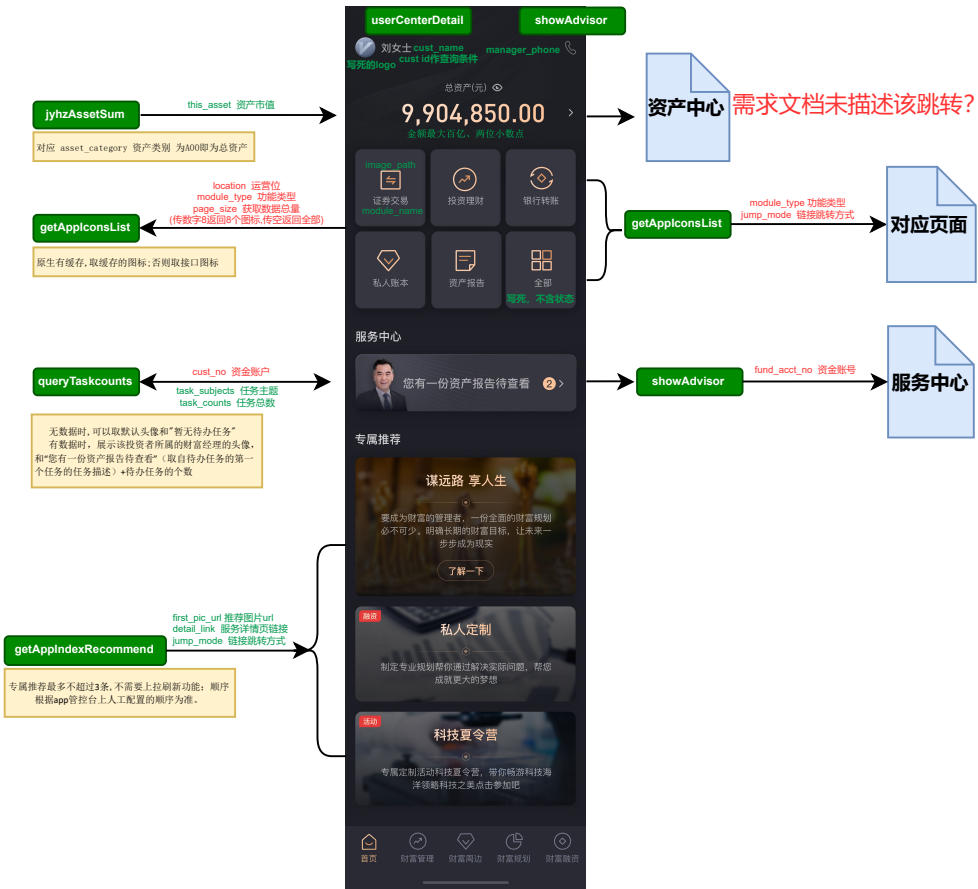 userCenterDetail
showAdvisor
刘女士
cust_name
cust id作查询条件
写死的logo
manager_phone
总资产(元)
9,904,850.00
金额最大百亿、两位小数点
jyhzAssetSum
this_asset 资产市值
对应 asset_category 资产类别 为A00即为总资产
资产中心
需求文档未描述该跳转?
image_path
证券交易
module_name
投资理财
银行转账
私人账本
资产报告
全部
写死，不含状态
location 运营位
module_type 功能类型
page_size 获取数据总量
(传数字8返回8个图标,传空返回全部)
getAppIconsList
原生有缓存,取缓存的图标;否则取接口图标
getAppIconsList
module_type 功能类型
jump_mode 链接跳转方式
对应页面
服务中心
您有一份资产报告待查看
2
queryTaskcounts
cust_no 资金账户
task_subjects 任务主题
task_counts 任务总数
无数据时,可以取默认头像和"暂无待办任务"
有数据时，展示该投资者所属的财富经理的头像，
和“您有一份资产报告待查看”（取自待办任务的第一
个任务的任务描述）+待办任务的个数
showAdvisor
fund_acct_no 资金账号
服务中心
专属推荐
谋远路 享人生
要成为财富的管理者，一份全面的财富规划
必不可少。明确长期的财富目标，让未来一
步步成为现实
了解一下
融资
私人定制
制定专业规划帮你通过解决实际问题，帮您
成就更大的梦想
活动
科技夏令营
专属定制活动科技夏令营，带你畅游科技海
洋领略科技之美点击参加吧
getAppIndexRecommend
first_pic_url 推荐图片url
detail_link 服务详情页链接
jump_mode 链接跳转方式
专属推荐最多不超过3条,不需要上拉刷新功能；顺序
根据app管控台上人工配置的顺序为准。
首页
财富管理
财富周边
财富规划
财富融资